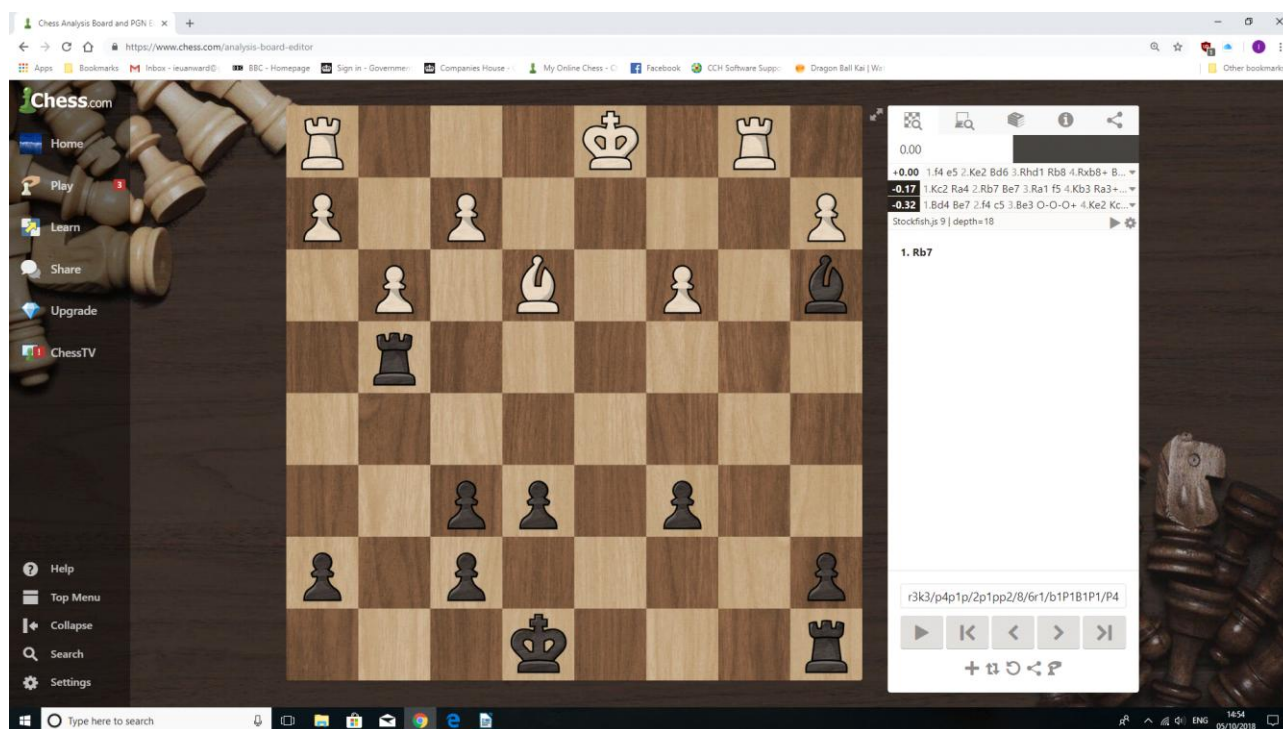 Chess Analysis Board and PGN E
https://www.chess.com/analysis-board-editor
Apps Bookmarks Inbox - ieuanward@ BBC - Homepage Sign in - Governmen Companies House - My Online Chess - C Facebook CCH Software Suppo Dragon Ball Kai | Wa Other bookmarks
Chess.com
Home
Play 3
Learn
Share
Upgrade
ChessTV
Help
Top Menu
Collapse
Search
Settings
0.00
+0.00 1.f4 e5 2.Ke2 Bd6 3.Rhd1 Rb8 4.Rxb8+ B...
-0.17 1.Kc2 Ra4 2.Rb7 Be7 3.Ra1 f5 4.Kb3 Ra3+...
-0.32 1.Bd4 Be7 2.f4 c5 3.Be3 O-O-O+ 4.Ke2 Kc...
Stockfish.js 9 | depth=18
1. Rb7
r3k3/p4p1p/2p1pp2/8/6r1/b1P1B1P1/P4
Type here to search
ENG
14:54
05/10/2018